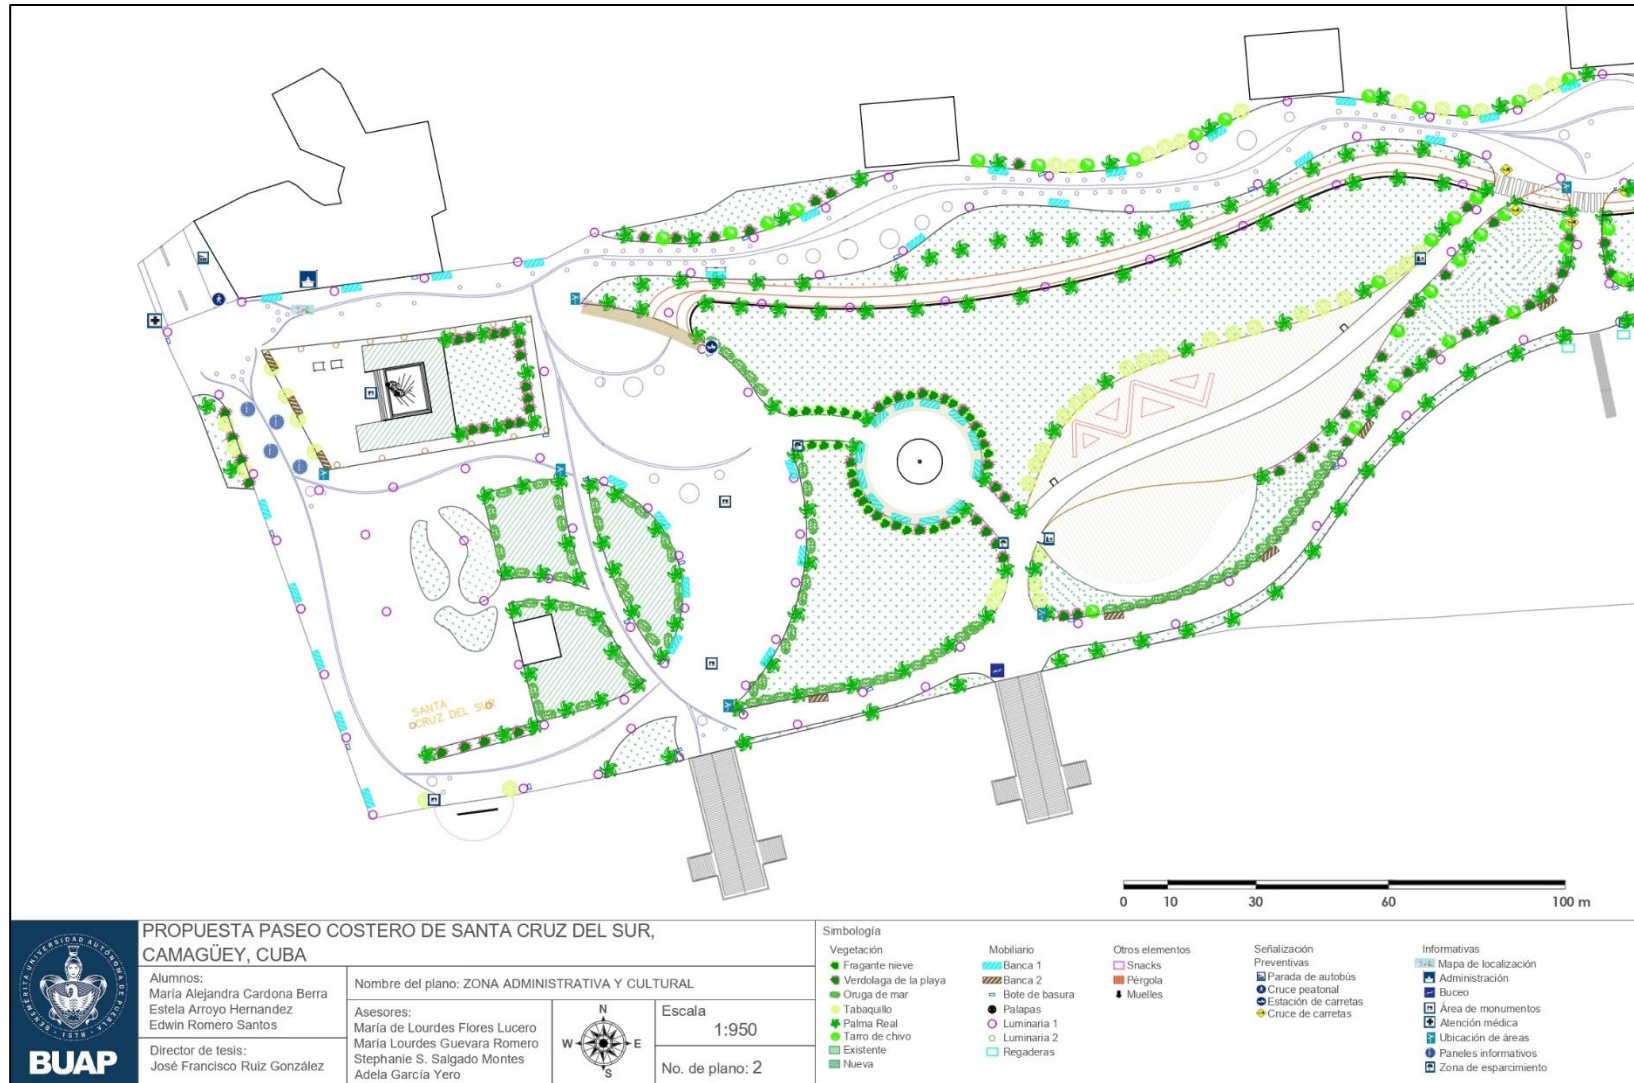 SANTA
CRUZ DEL SUR
0 10 30 60 100 m
BENEMÉRITA UNIVERSIDAD AUTÓNOMA DE PUEBLA
1578
BUAP
PROPUESTA PASEO COSTERO DE SANTA CRUZ DEL SUR,
CAMAGÜEY, CUBA
Alumnos:
María Alejandra Cardona Berra
Estela Arroyo Hernandez
Edwin Romero Santos
Director de tesis:
José Francisco Ruiz González
Nombre del plano: ZONA ADMINISTRATIVA Y CULTURAL
Asesores:
María de Lourdes Flores Lucero
María Lourdes Guevara Romero
Stephanie S. Salgado Montes
Adela García Yero
N
W E
S
Escala
1:950
No. de plano: 2
Simbología
Vegetación
Fragante nieve
Verdolaga de la playa
Oruga de mar
Tabaquillo
Palma Real
Tarro de chivo
Existente
Nueva
Mobiliario
Banca 1
Banca 2
Bote de basura
Palapas
Luminaria 1
Luminaria 2
Regaderas
Otros elementos
Snacks
Pérgola
Muelles
Señalización
Preventivas
Parada de autobús
Cruce peatonal
Estación de carretas
Cruce de carretas
Informativas
Mapa de localización
Administración
Buceo
Área de monumentos
Atención médica
Ubicación de áreas
Paneles informativos
Zona de esparcimiento